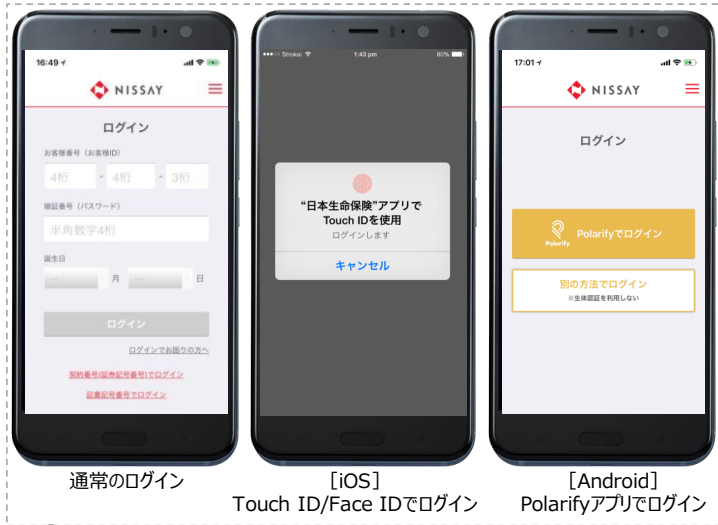 16:49
NISSAY
ログイン
お客様番号（お客様ID）
4桁 - 4桁 - 3桁
暗証番号（パスワード）
半角数字4桁
誕生日
月 日
ログイン
ログインでお困りの方へ
契約番号(証券記号番号)でログイン
証書記号番号でログイン
通常のログイン
Stroker 1:43 pm 80%
“日本生命保険”アプリで
Touch IDを使用
ログインします
キャンセル
［iOS］
Touch ID/Face IDでログイン
17:01
NISSAY
ログイン
Polarify
Polarifyでログイン
別の方法でログイン
※生体認証を利用しない
［Android］
Polarifyアプリでログイン